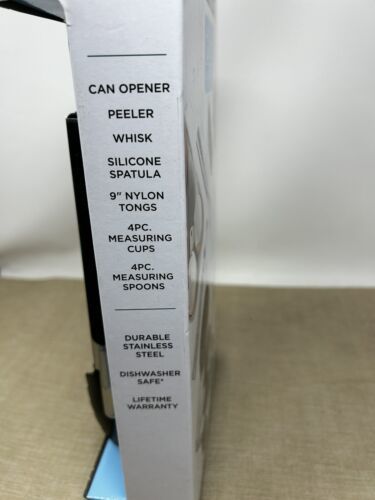 CAN OPENER
PEELER
WHISK
SILICONE
SPATULA
9" NYLON
TONGS
4PC.
MEASURING
CUPS
4PC.
MEASURING
SPOONS
DURABLE
STAINLESS
STEEL
DISHWASHER
SAFE*
LIFETIME
WARRANTY